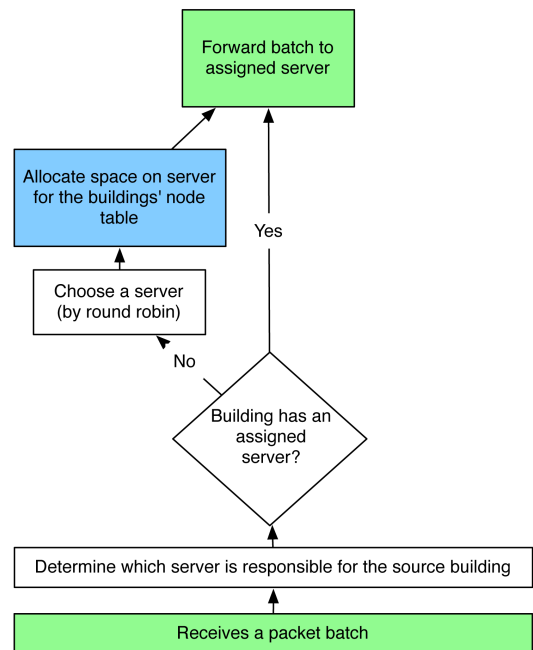 Forward batch to
assigned server
Allocate space on server
for the buildings' node
table
Yes
Choose a server
(by round robin)
No
Building has an
assigned
server?
Determine which server is responsible for the source building
Receives a packet batch